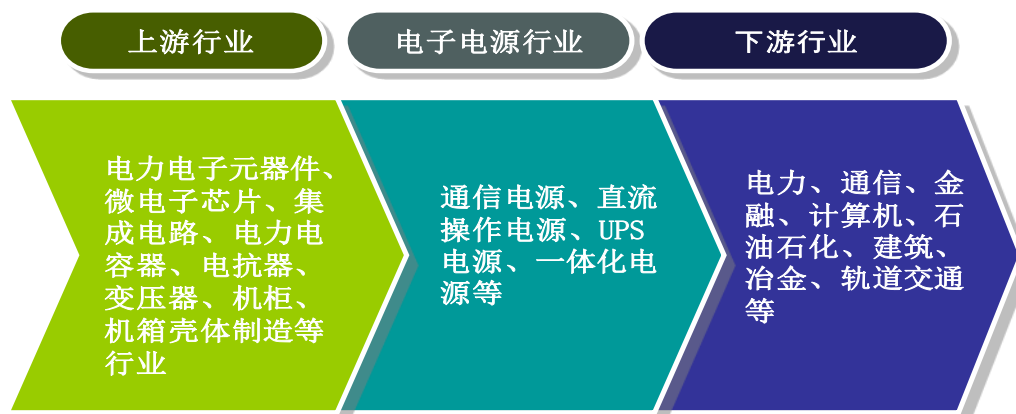 上游行业
电子电源行业
下游行业
电力电子元器件、
微电子芯片、集
成电路、电力电
容器、电抗器、
变压器、机柜、
机箱壳体制造等
行业
通信电源、直流
操作电源、UPS
电源、一体化电
源等
电力、通信、金
融、计算机、石
油石化、建筑、
冶金、轨道交通
等